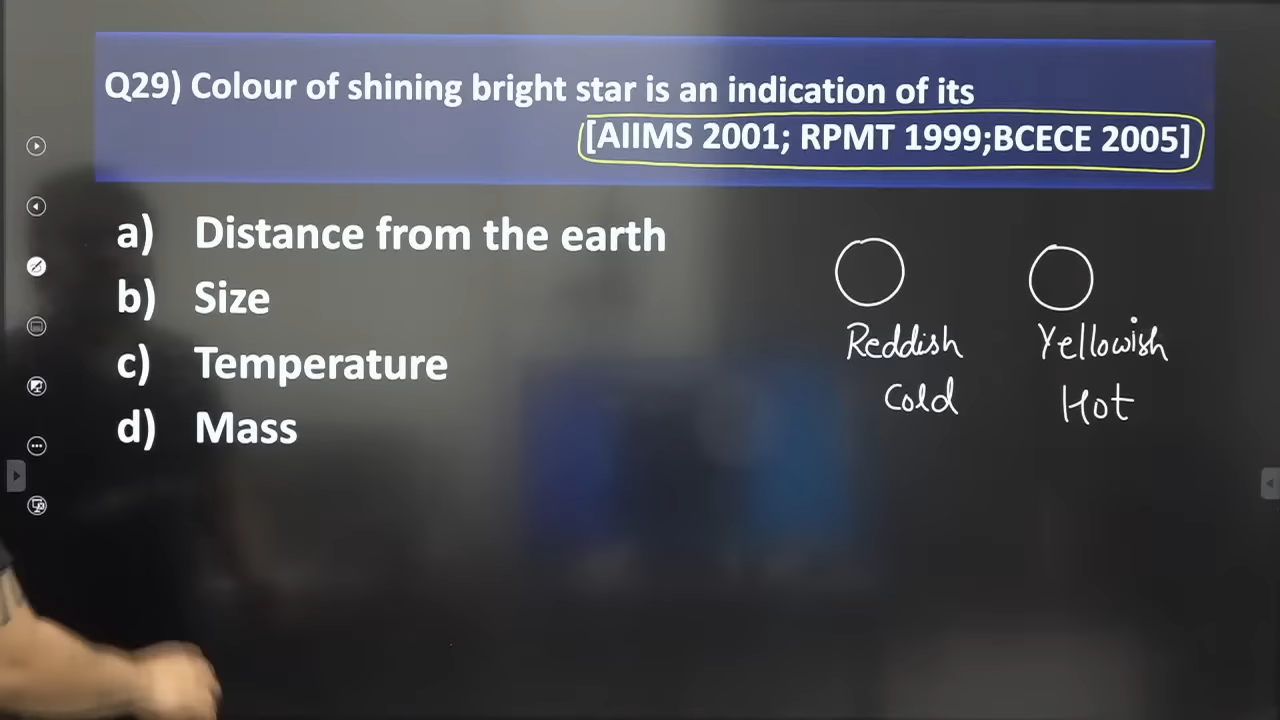 Q29) Colour of shining bright star is an indication of its
[AIIMS 2001; RPMT 1999;BCECE 2005]
a) Distance from the earth
b) Size
c) Temperature
d) Mass
Reddish Yellowish
Cold Hot